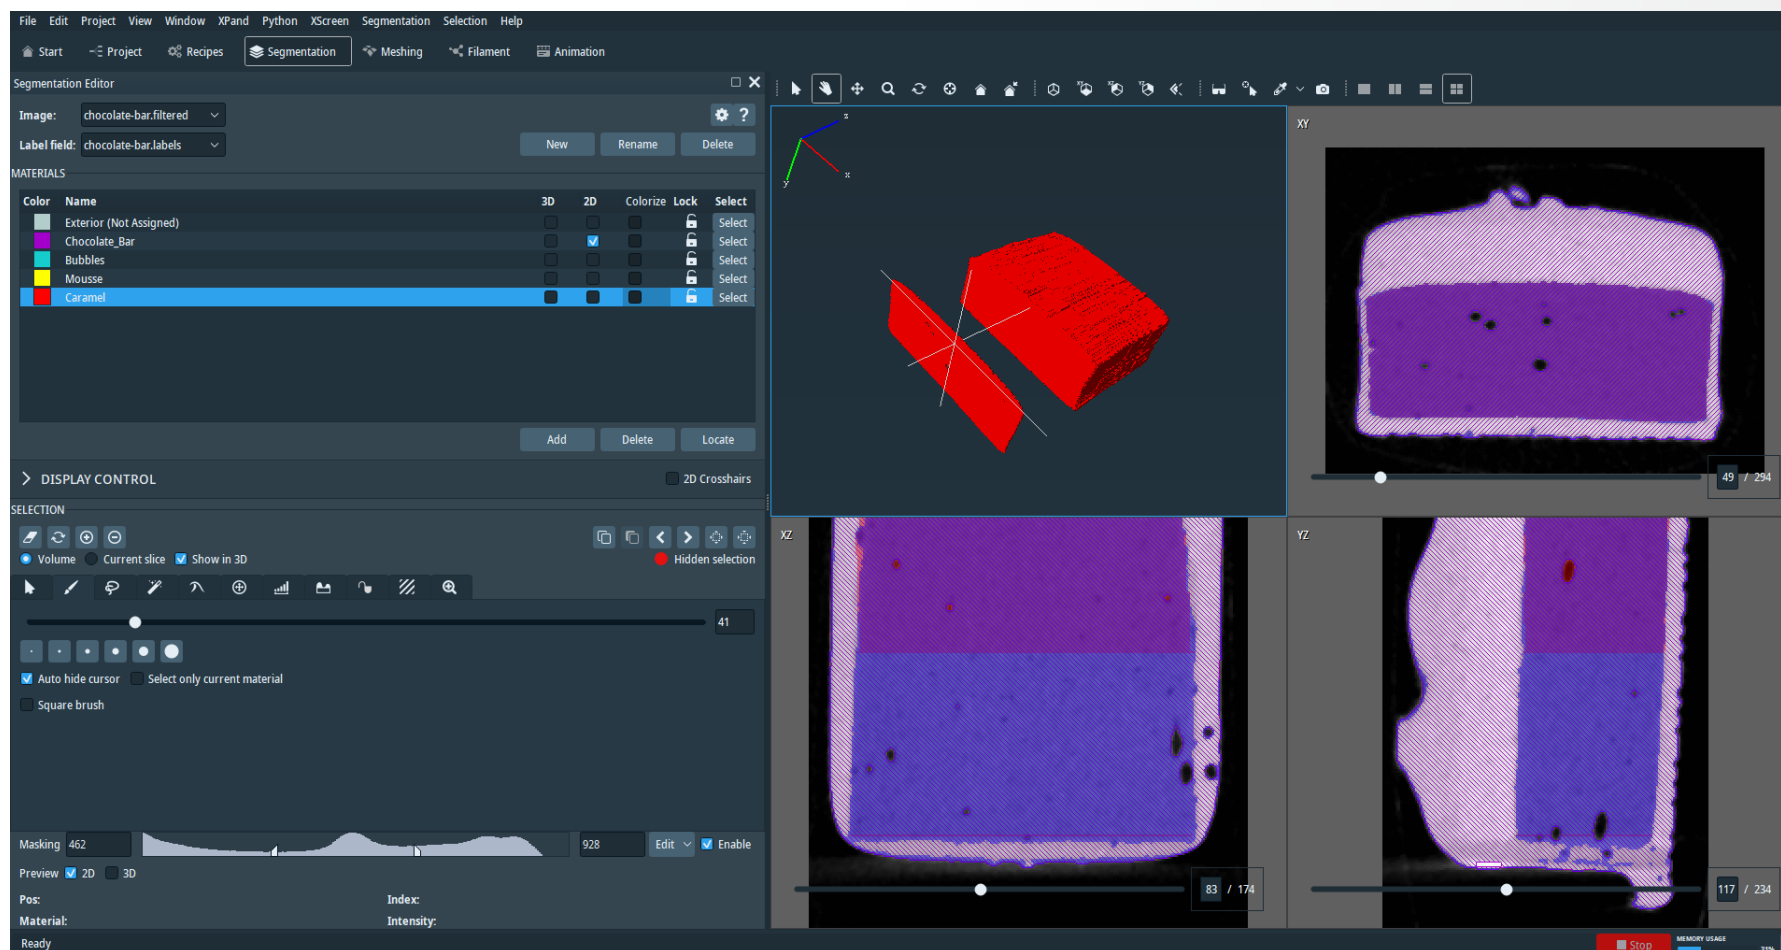 File Edit Project View Window XPand Python XScreen Segmentation Selection Help
Start Project Recipes Segmentation Meshing Filament Animation
Segmentation Editor
Image: chocolate-bar.filtered
Label field: chocolate-bar.labels New Rename Delete
MATERIALS
Color Name 3D 2D Colorize Lock Select
Exterior (Not Assigned) Select
Chocolate_Bar Select
Bubbles Select
Mousse Select
Caramel Select
Add Delete Locate
DISPLAY CONTROL 2D Crosshairs
SELECTION
Volume Current slice Show in 3D Hidden selection
41
Auto hide cursor Select only current material
Square brush
Masking 462 928 Edit Enable
Preview 2D 3D
Pos: Index:
Material: Intensity:
Ready
z
x
y
XY
49 / 294
XZ
83 / 174
YZ
117 / 234
Stop
MEMORY USAGE